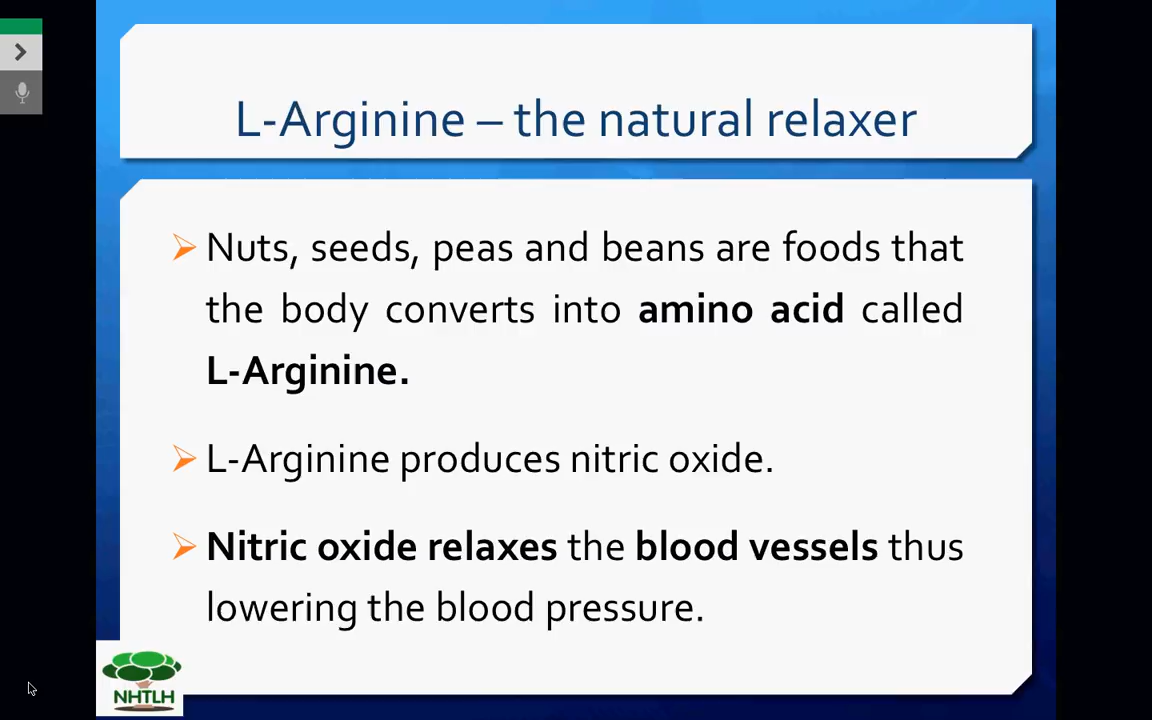 L-Arginine – the natural relaxer
Nuts, seeds, peas and beans are foods that
the body converts into amino acid called
L-Arginine.
L-Arginine produces nitric oxide.
Nitric oxide relaxes the blood vessels thus
lowering the blood pressure.
NHTLH